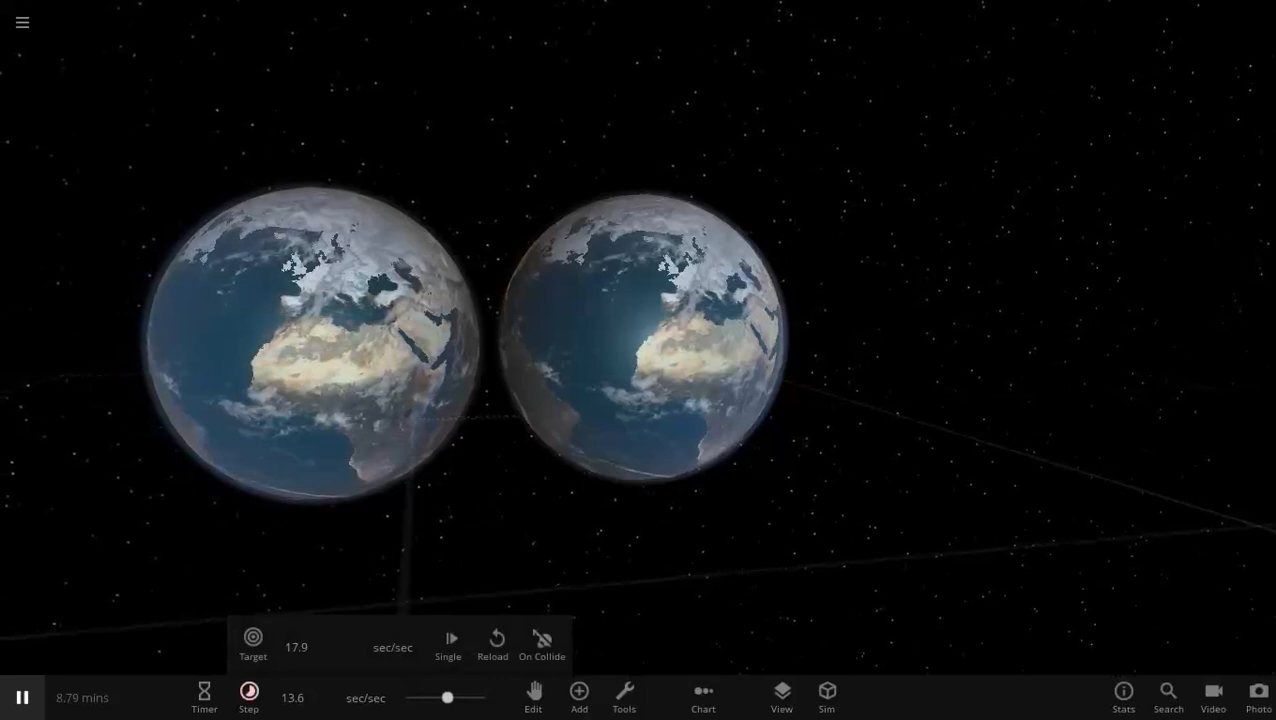 Target 17.9 sec/sec Single Reload On Collide
8.79 mins Timer Step 13.6 sec/sec Edit Add Tools Chart View Sim Stats Search Video Photo